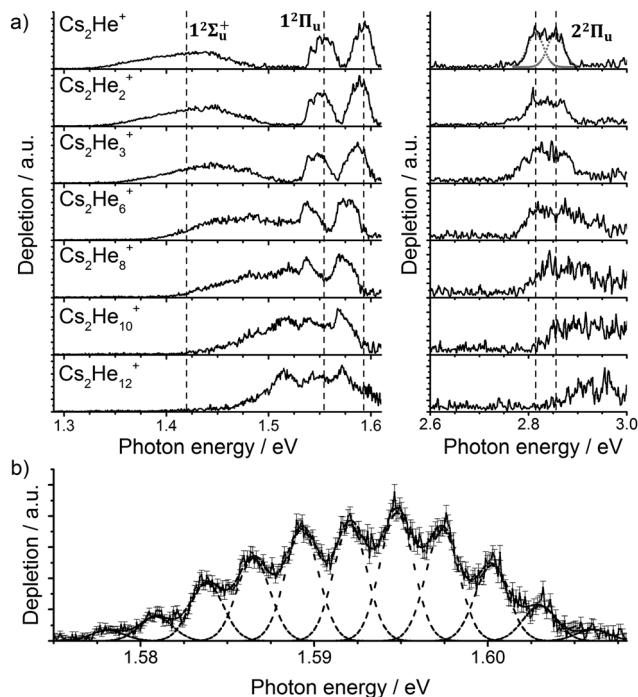 a)
Cs₂He⁺
1²Σᵤ⁺
1²Πᵤ
2²Πᵤ
Cs₂He₂⁺
Cs₂He₃⁺
Cs₂He₆⁺
Cs₂He₈⁺
Cs₂He₁₀⁺
Cs₂He₁₂⁺
Depletion / a.u.
Depletion / a.u.
1.3 1.4 1.5 1.6
2.6 2.8 3.0
Photon energy / eV
Photon energy / eV
b)
Depletion / a.u.
1.58 1.59 1.60
Photon energy / eV